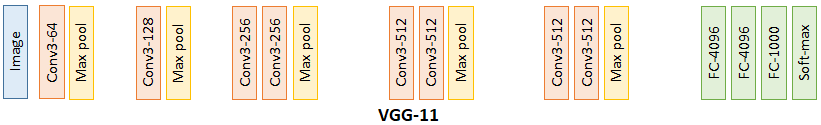 Image
Conv3-64
Max pool
Conv3-128
Max pool
Conv3-256
Conv3-256
Max pool
Conv3-512
Conv3-512
Max pool
Conv3-512
Conv3-512
Max pool
FC-4096
FC-4096
FC-1000
Soft-max
VGG-11